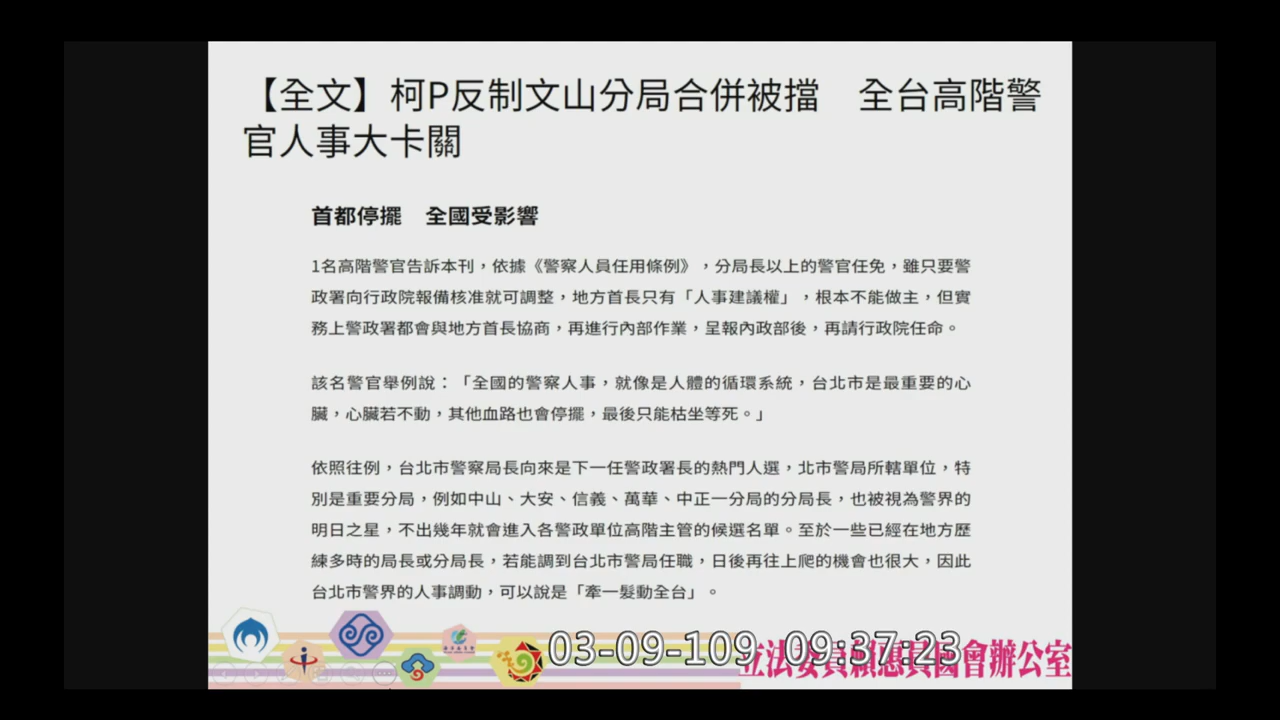 【全文】柯P反制文山分局合併被擋　全台高階警
官人事大卡關
首都停擺　全國受影響
1名高階警官告訴本刊，依據《警察人員任用條例》，分局長以上的警官任免，雖只要警
政署向行政院報備核准就可調整，地方首長只有「人事建議權」，根本不能做主，但實
務上警政署都會與地方首長協商，再進行內部作業，呈報內政部後，再請行政院任命。
該名警官舉例說：「全國的警察人事，就像是人體的循環系統，台北市是最重要的心
臟，心臟若不動，其他血路也會停擺，最後只能枯坐等死。」
依照往例，台北市警察局長向來是下一任警政署長的熱門人選，北市警局所轄單位，特
別是重要分局，例如中山、大安、信義、萬華、中正一分局的分局長，也被視為警界的
明日之星，不出幾年就會進入各警政單位高階主管的候選名單。至於一些已經在地方歷
練多時的局長或分局長，若能調到台北市警局任職，日後再往上爬的機會也很大，因此
台北市警界的人事調動，可以說是「牽一髮動全台」。
03-09-109 09:37:23
立法委員賴惠員國會辦公室